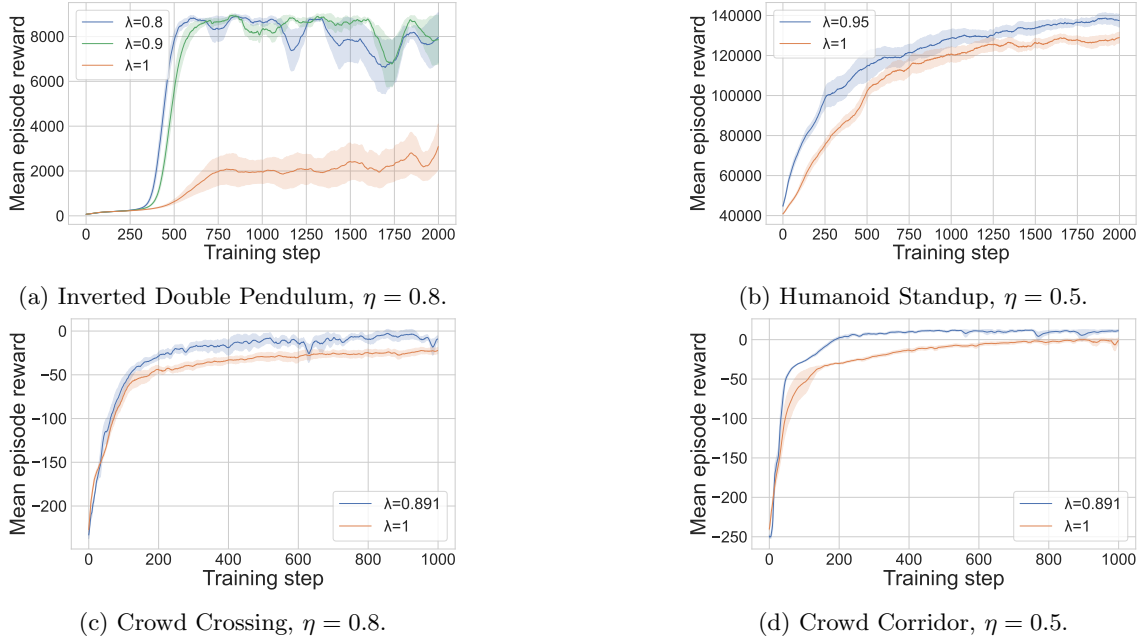 Mean episode reward
8000
6000
4000
2000
0
λ=0.8
λ=0.9
λ=1
0 250 500 750 1000 1250 1500 1750 2000
Training step
(a) Inverted Double Pendulum, η = 0.8.
Mean episode reward
140000
120000
100000
80000
60000
40000
λ=0.95
λ=1
0 250 500 750 1000 1250 1500 1750 2000
Training step
(b) Humanoid Standup, η = 0.5.
Mean episode reward
0
−50
−100
−150
−200
λ=0.891
λ=1
0 200 400 600 800 1000
Training step
(c) Crowd Crossing, η = 0.8.
Mean episode reward
0
−50
−100
−150
−200
−250
λ=0.891
λ=1
0 200 400 600 800 1000
Training step
(d) Crowd Corridor, η = 0.5.